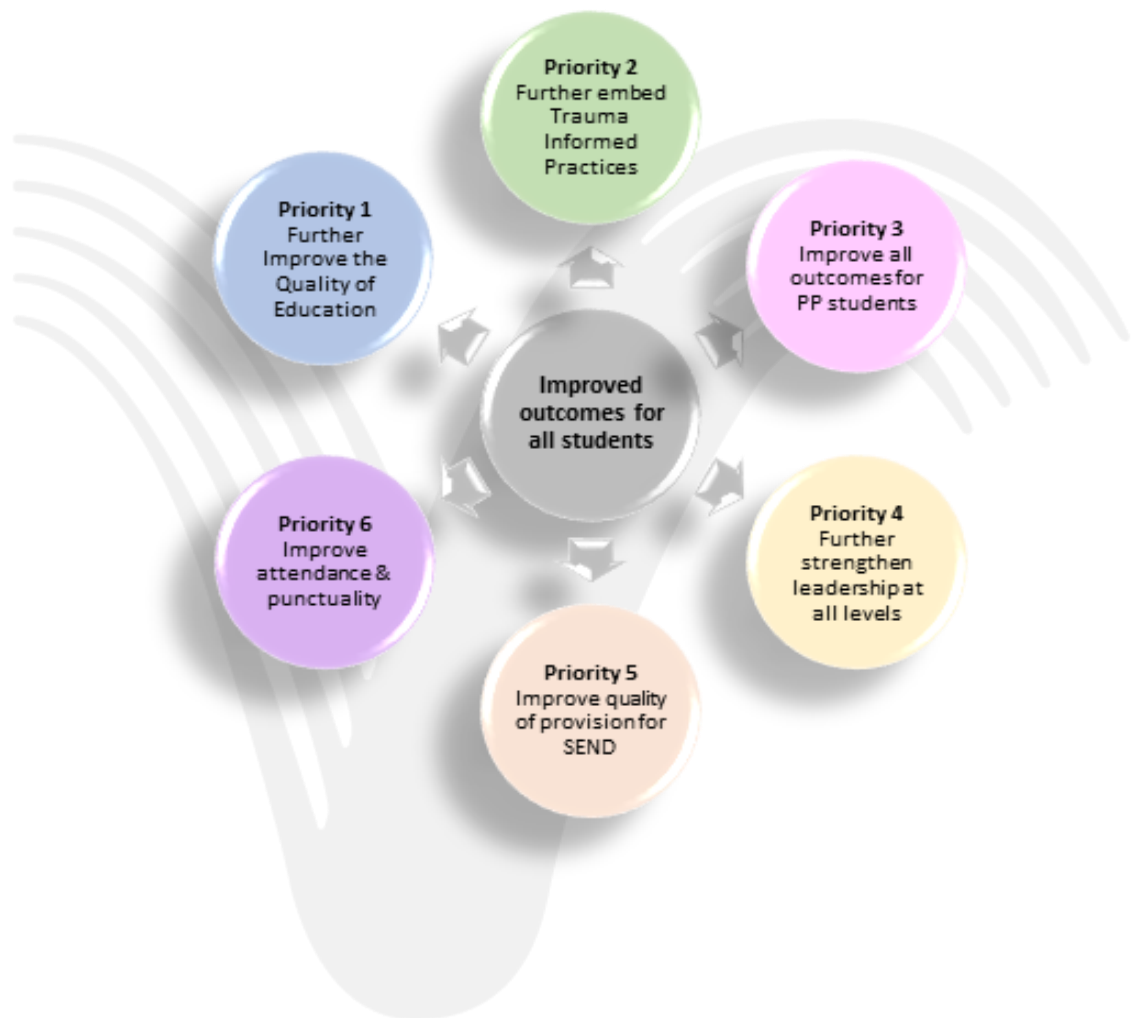 Priority 2
Further embed
Trauma
Informed
Practices
Priority 1
Further
Improve the
Quality of
Education
Priority 3
Improve all
outcomes for
PP students
Improved
outcomes for
all students
Priority 6
Improve
attendance &
punctuality
Priority 4
Further
strengthen
leadership at
all levels
Priority 5
Improve quality
of provision for
SEND